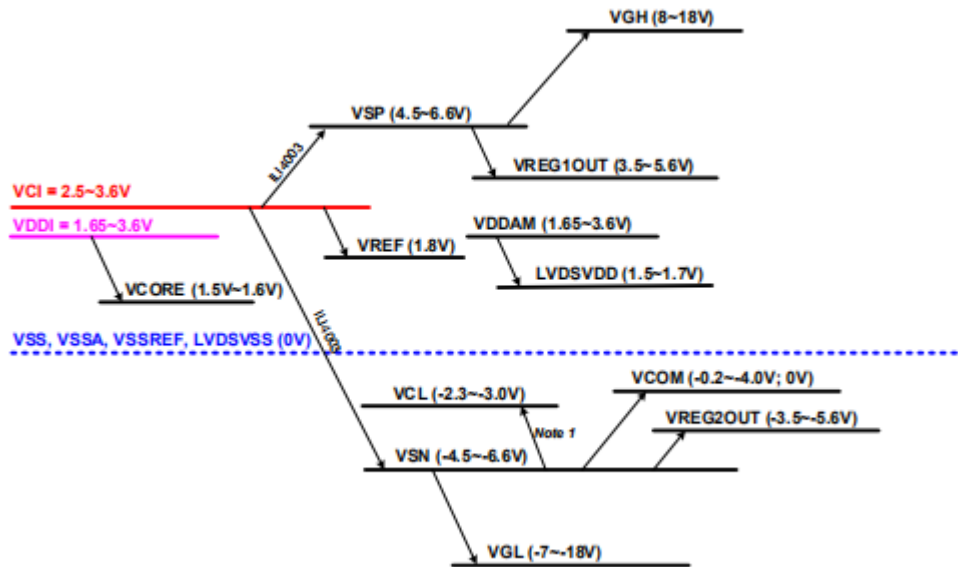 VGH (8~18V)
VSP (4.5~6.6V)
ILI4003
VREG1OUT (3.5~5.6V)
VCI = 2.5~3.6V
VDDI = 1.65~3.6V
VDDAM (1.65~3.6V)
VREF (1.8V)
LVDSVDD (1.5~1.7V)
VCORE (1.5V~1.6V)
ILI4003
VSS, VSSA, VSSREF, LVDSVSS (0V)
VCOM (-0.2~-4.0V; 0V)
VCL (-2.3~-3.0V)
VREG2OUT (-3.5~-5.6V)
Note 1
VSN (-4.5~-6.6V)
VGL (-7~-18V)